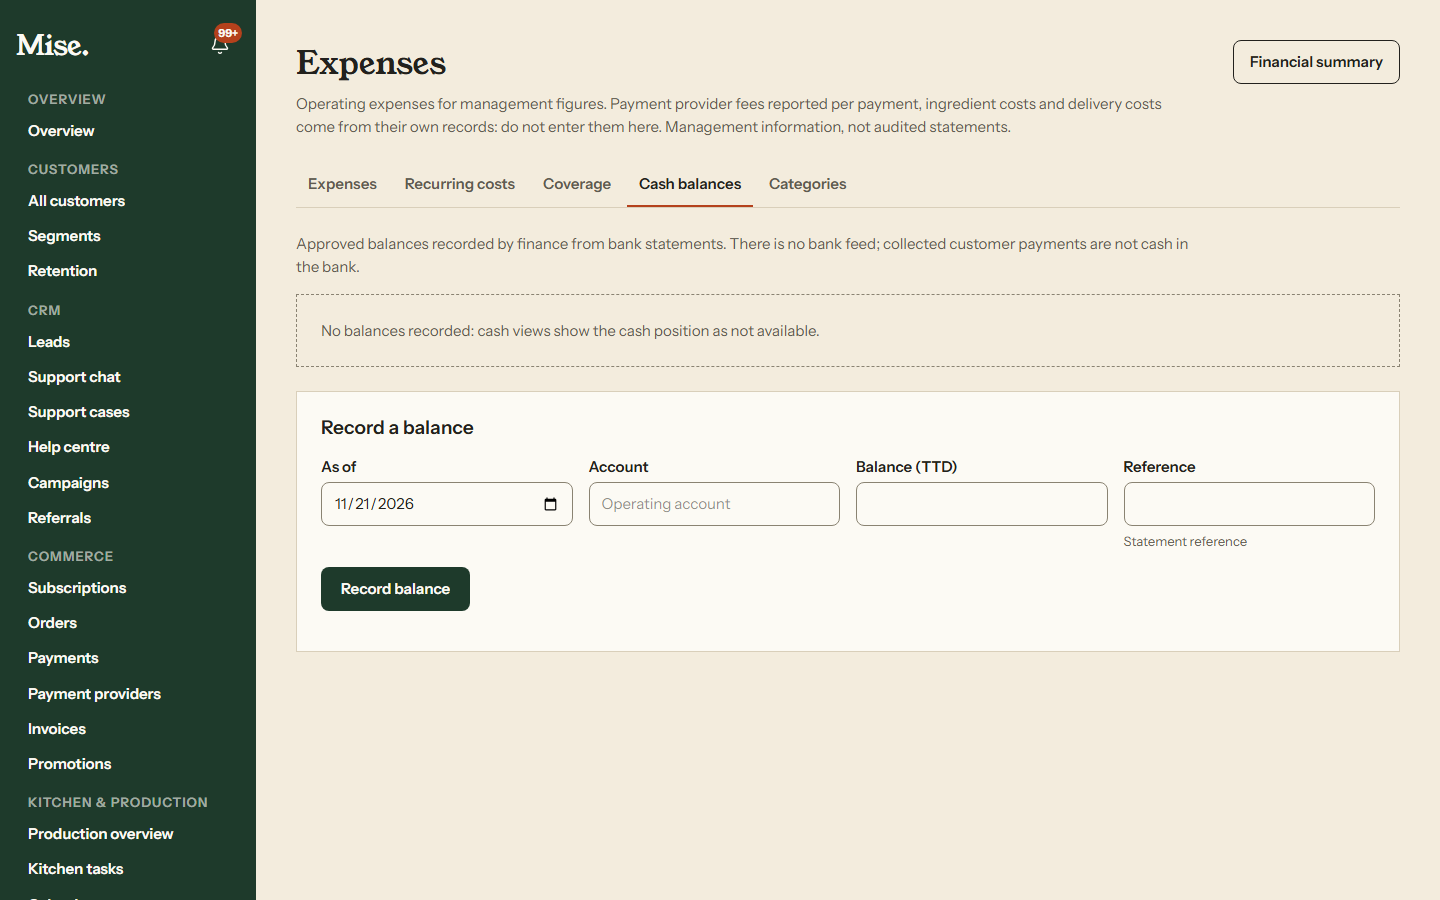 Mise.
99+
OVERVIEW
Overview
CUSTOMERS
All customers
Segments
Retention
CRM
Leads
Support chat
Support cases
Help centre
Campaigns
Referrals
COMMERCE
Subscriptions
Orders
Payments
Payment providers
Invoices
Promotions
KITCHEN & PRODUCTION
Production overview
Kitchen tasks
Expenses
Financial summary
Operating expenses for management figures. Payment provider fees reported per payment, ingredient costs and delivery costs
come from their own records: do not enter them here. Management information, not audited statements.
Expenses
Recurring costs
Coverage
Cash balances
Categories
Approved balances recorded by finance from bank statements. There is no bank feed; collected customer payments are not cash in
the bank.
No balances recorded: cash views show the cash position as not available.
Record a balance
As of
Account
Balance (TTD)
Reference
11/21/2026
Operating account
Statement reference
Record balance